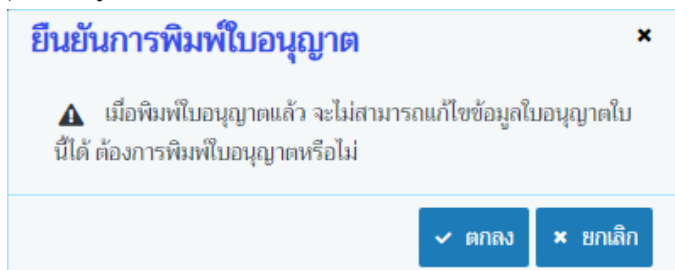 ยืนยันการพิมพ์ใบอนุญาต
เมื่อพิมพ์ใบอนุญาตแล้ว จะไม่สามารถแก้ไขข้อมูลใบอนุญาตใบ
นี้ได้ ต้องการพิมพ์ใบอนุญาตหรือไม่
ตกลง ยกเลิก